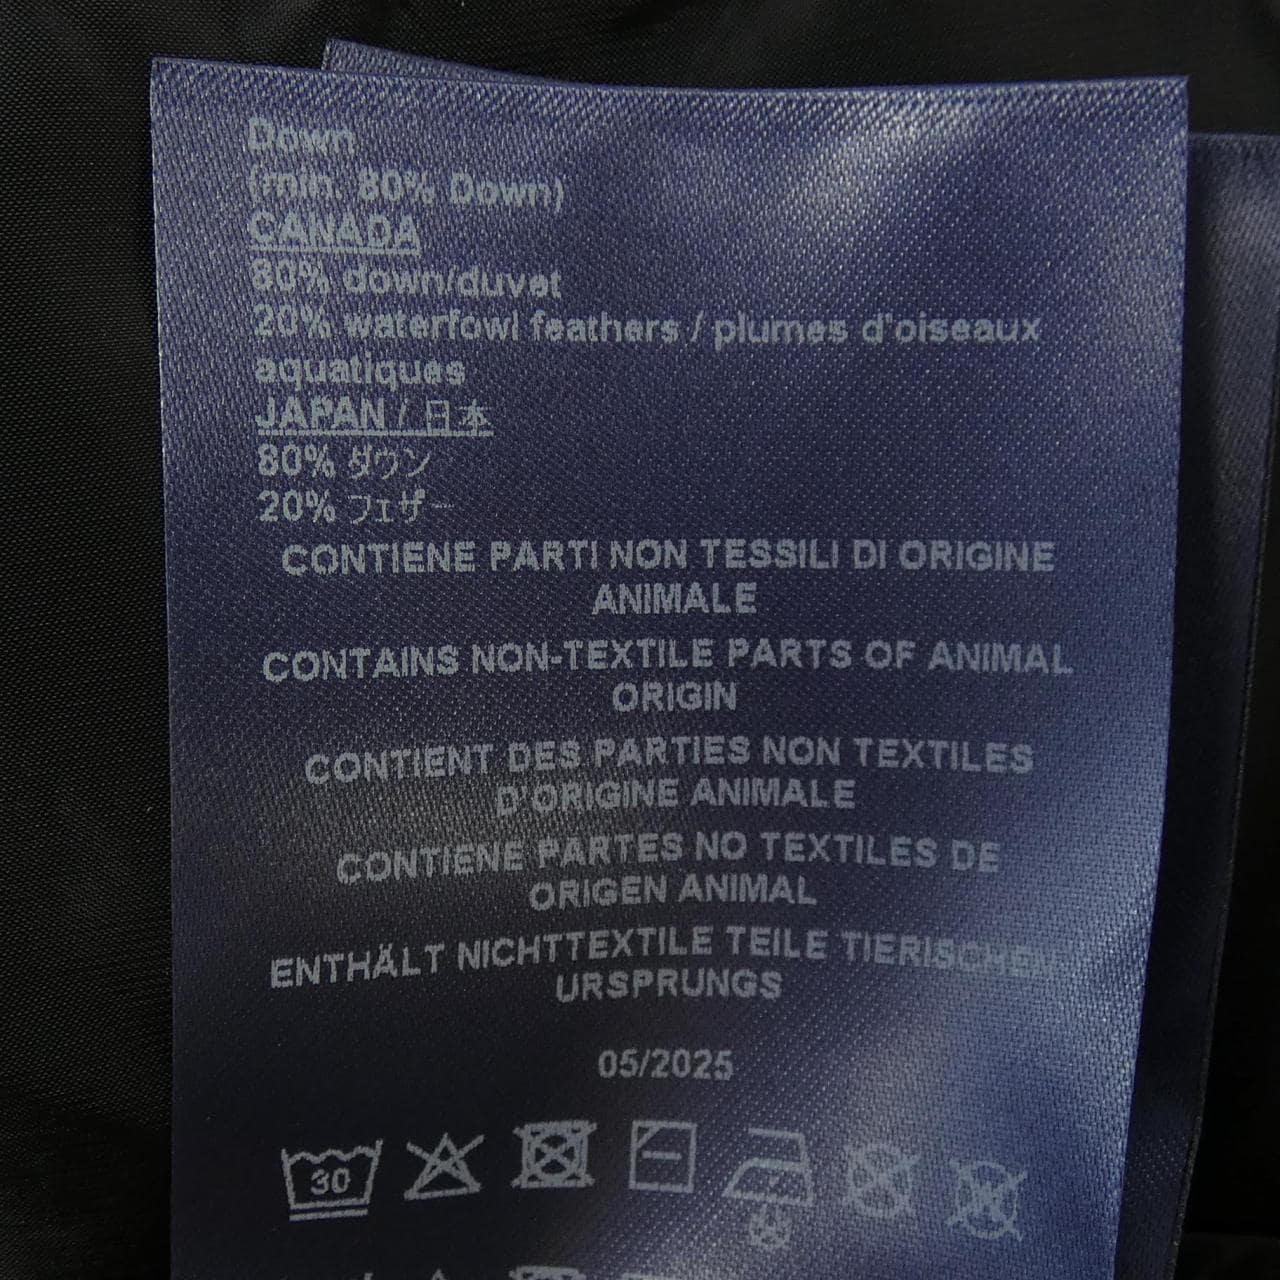 Down
(min. 80% Down)
CANADA
80% down/duvet
20% waterfowl feathers / plumes d'oiseaux
aquatiques
JAPAN / 日本
80% ダウン
20% フェザー
CONTIENE PARTI NON TESSILI DI ORIGINE
ANIMALE
CONTAINS NON-TEXTILE PARTS OF ANIMAL
ORIGIN
CONTIENT DES PARTIES NON TEXTILES
D'ORIGINE ANIMALE
CONTIENE PARTES NO TEXTILES DE
ORIGEN ANIMAL
ENTHÄLT NICHTTEXTILE TEILE TIERISCHEN
URSPRUNGS
05/2025
30